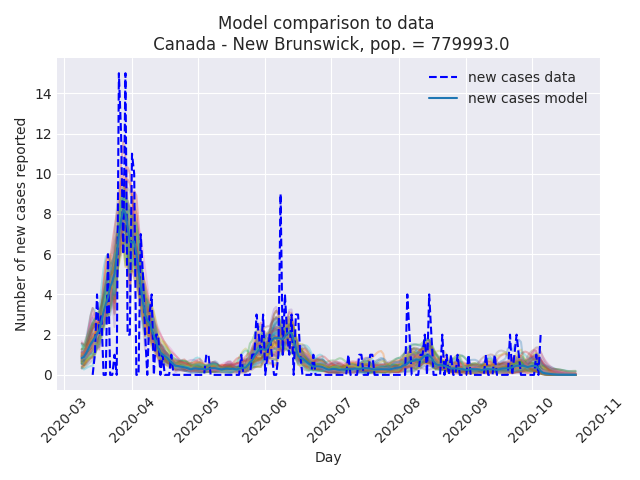 Model comparison to data
Canada - New Brunswick, pop. = 779993.0
new cases data
new cases model
Number of new cases reported
14
12
10
8
6
4
2
0
2020-03
2020-04
2020-05
2020-06
2020-07
2020-08
2020-09
2020-10
2020-11
Day